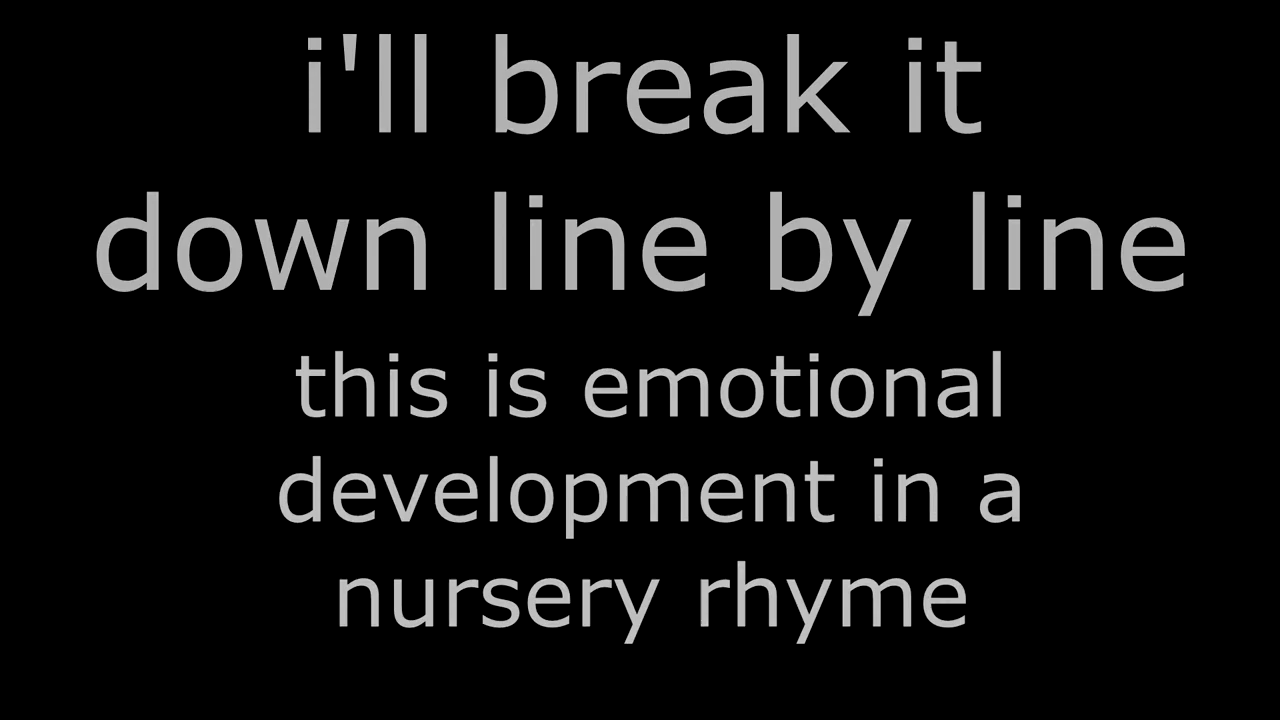 i'll break it
down line by line
this is emotional
development in a
nursery rhyme